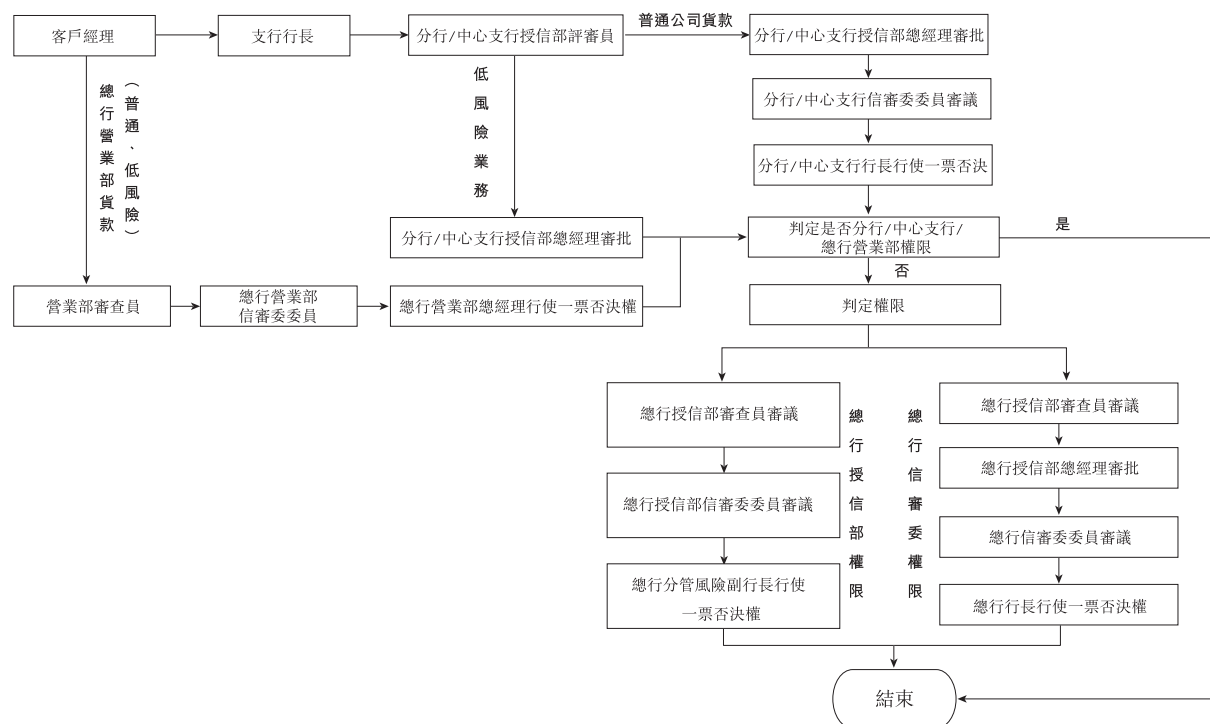 客戶經理
支行行長
分行/中心支行授信部評審員
普通公司貸款
分行/中心支行授信部總經理審批
總行營業部貸款
(普通、低風險)
低風險業務
分行/中心支行信審委委員審議
分行/中心支行行長行使一票否決
分行/中心支行授信部總經理審批
判定是否分行/中心支行/
總行營業部權限
是
否
營業部審查員
總行營業部
信審委委員
總行營業部總經理行使一票否決權
判定權限
總行授信部審查員審議
總行授信部權限
總行信審委權限
總行授信部審查員審議
總行授信部總經理審批
總行授信部信審委委員審議
總行信審委委員審議
總行分管風險副行長行使
一票否決權
總行行長行使一票否決權
結束